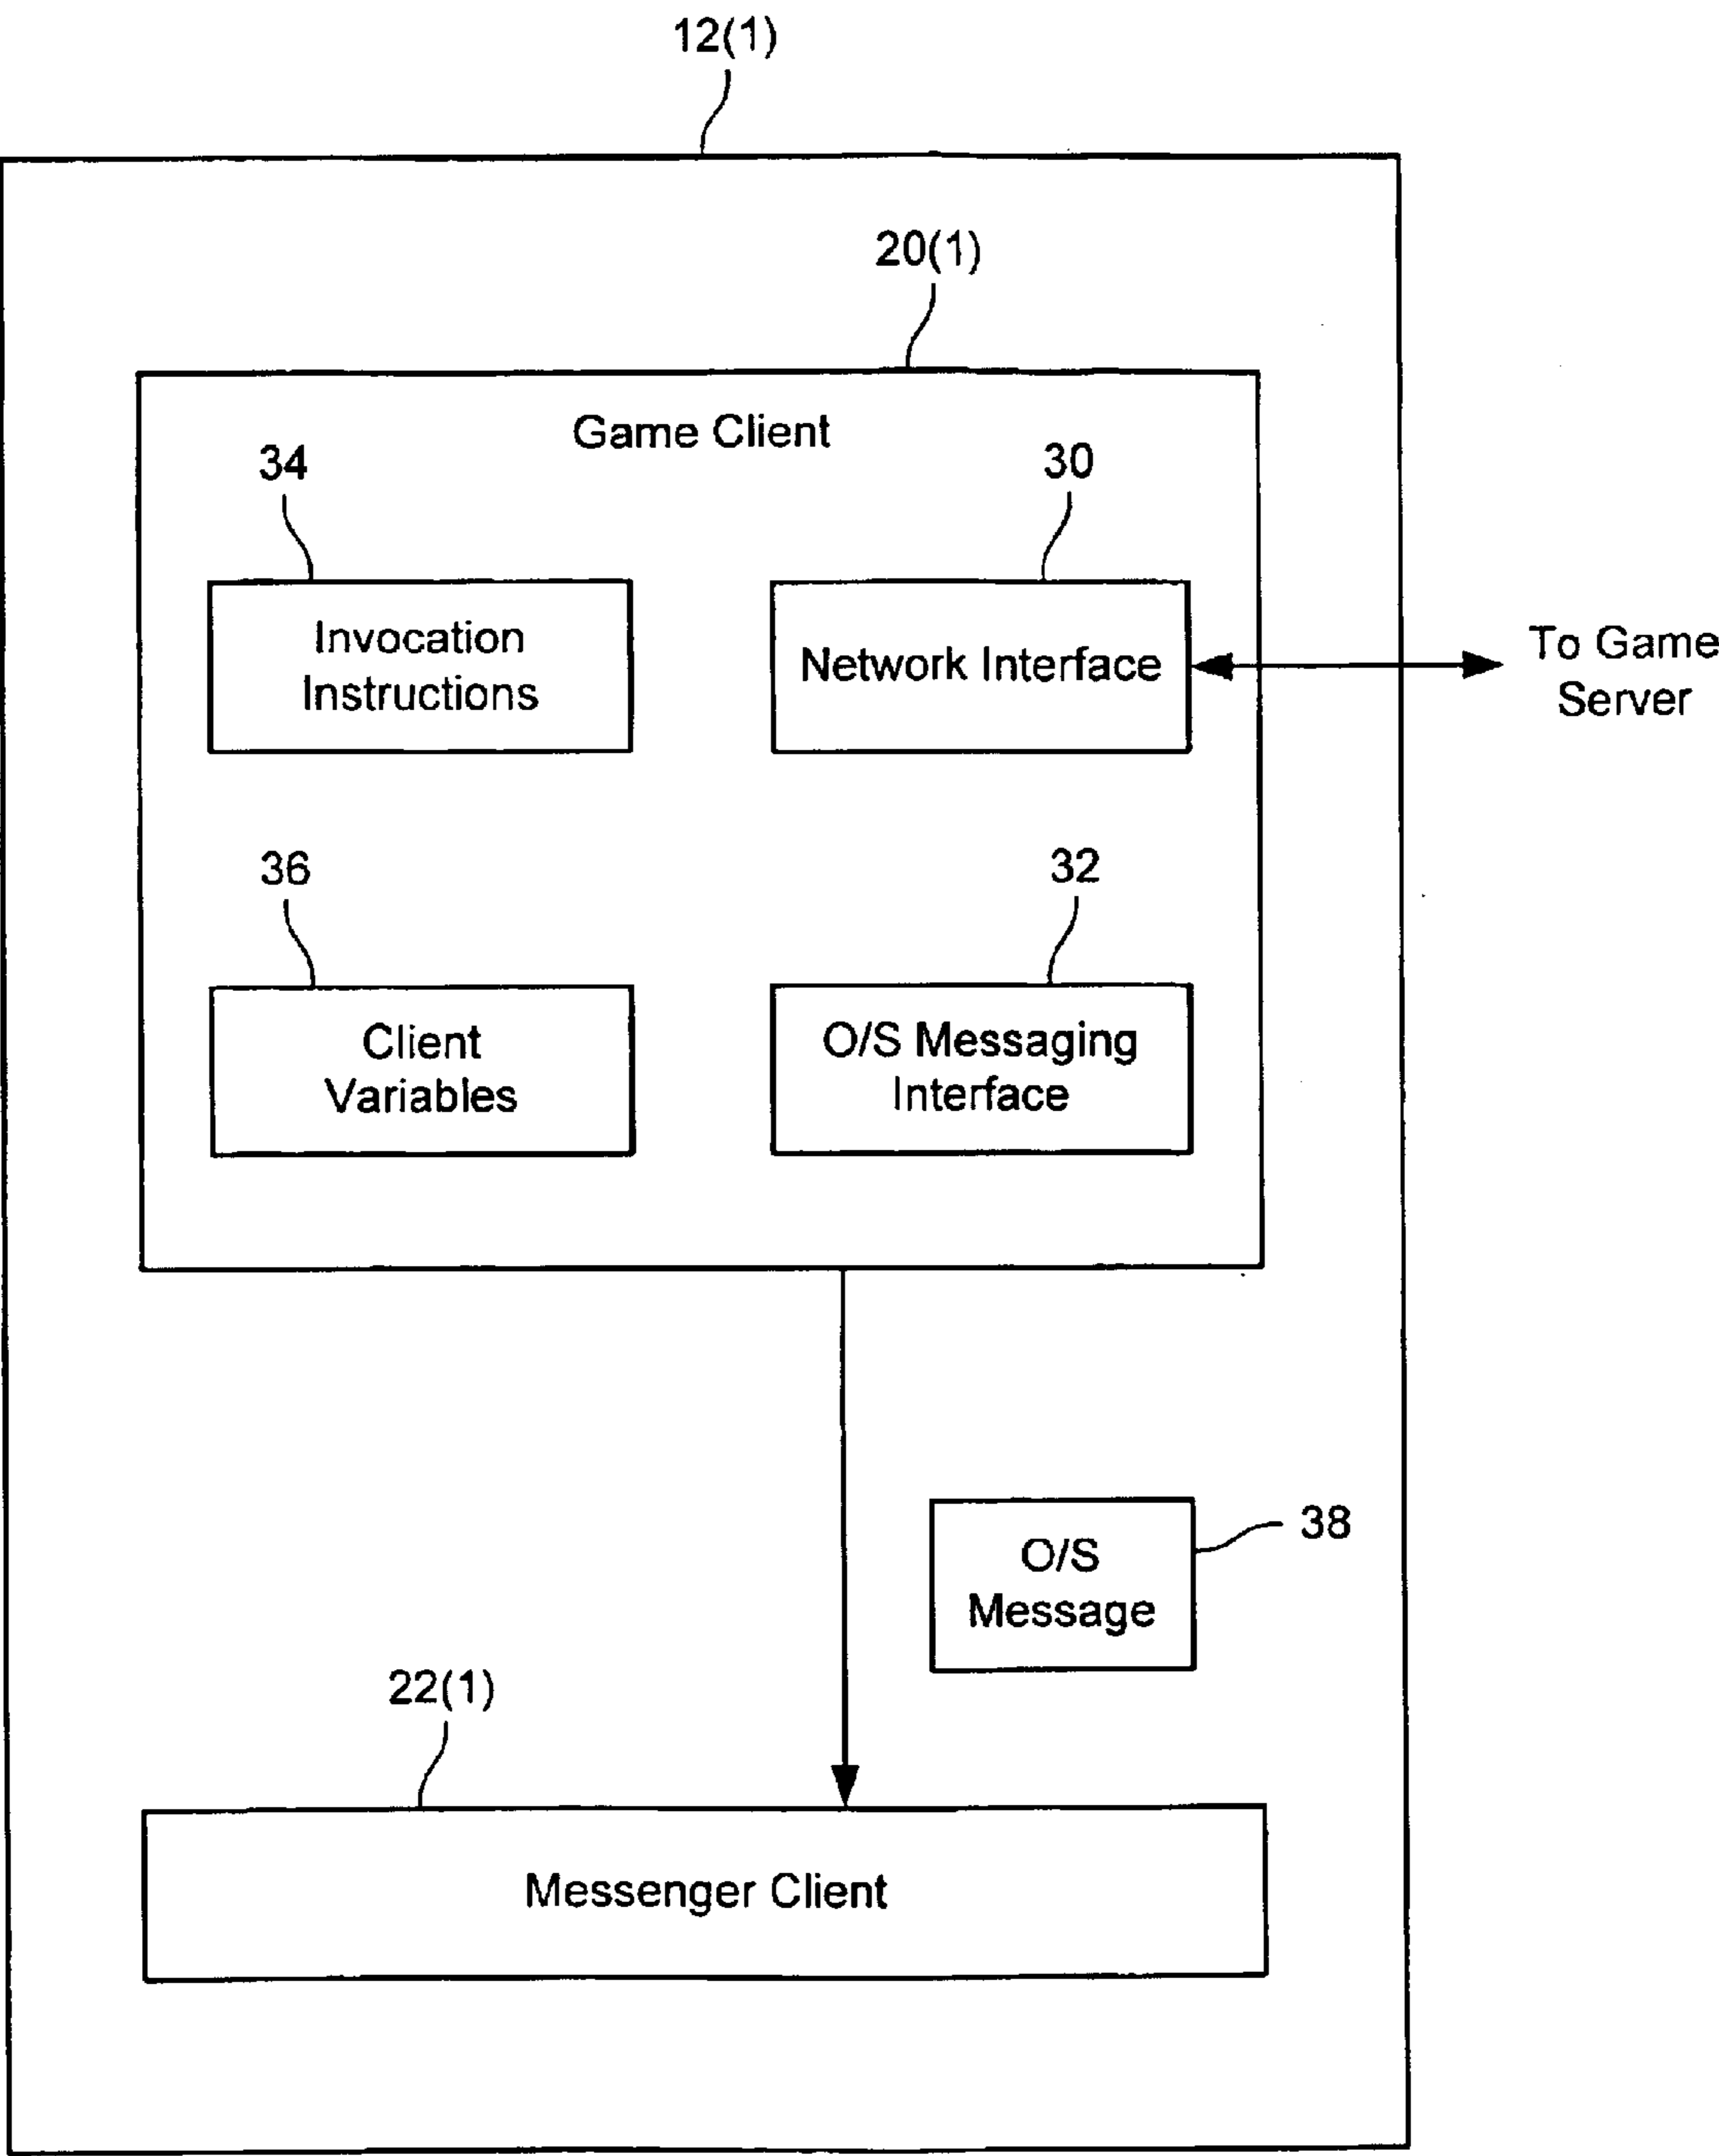 12(1)
20(1)
Game Client
34
30
Invocation
Instructions
Network Interface
To Game
Server
36
32
Client
Variables
O/S Messaging
Interface
O/S
Message
38
22(1)
Messenger Client